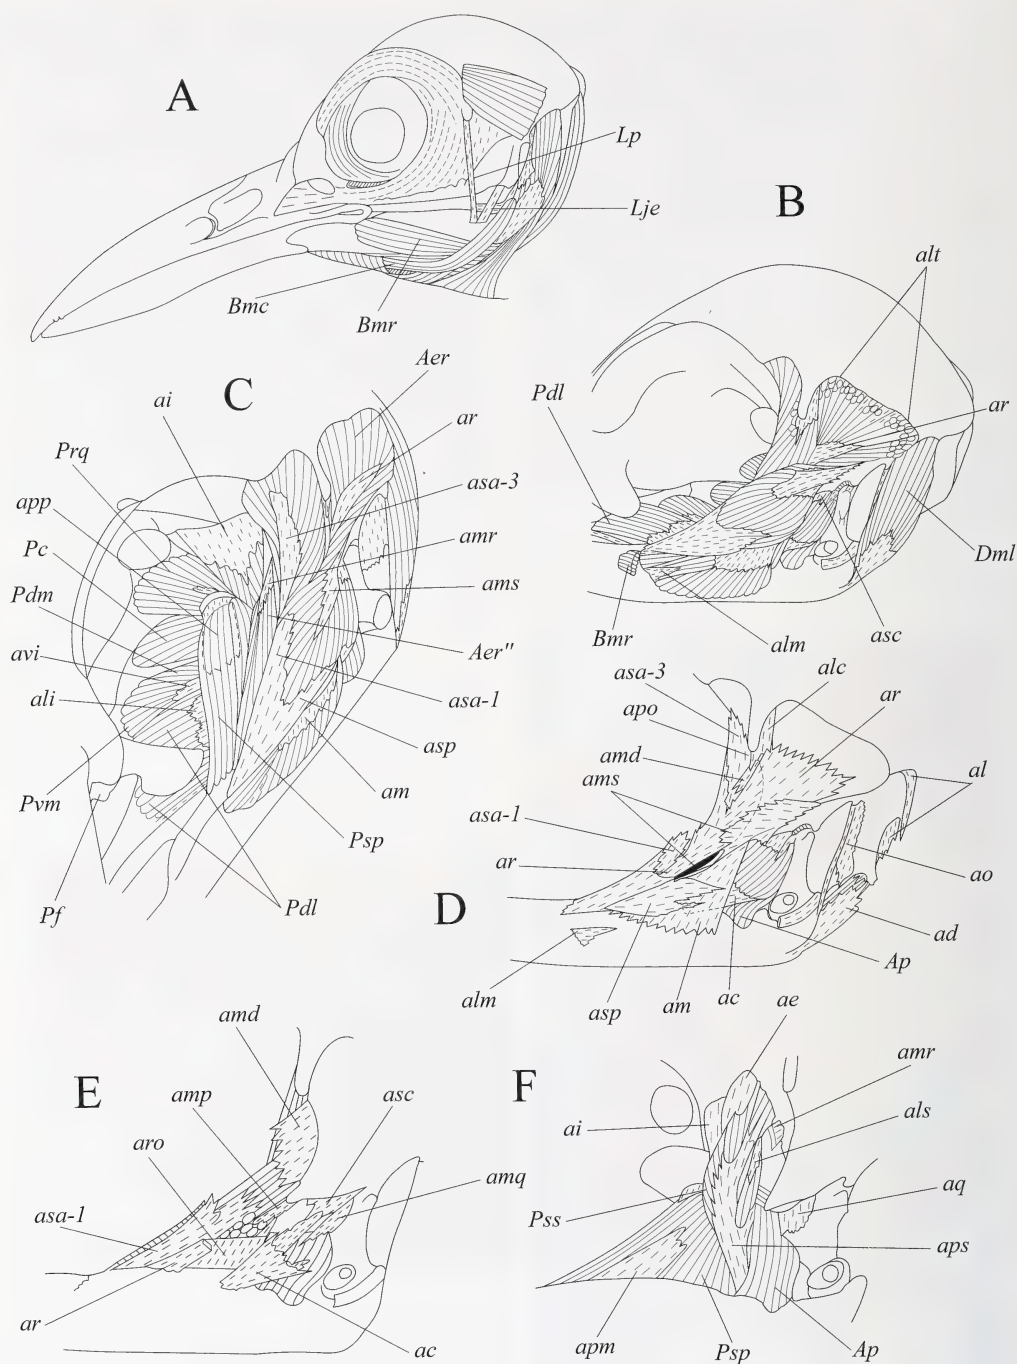 A
Lp
Lje
Bmc
Bmr
B
alt
Pdl
ar
Dml
Bmr
alm
asc
C
Aer
ai
ar
Prq
asa-3
app
amr
Pc
ams
Pdm
Aer"
avi
asa-1
ali
asp
Pvm
am
Psp
Pf
Pdl
D
asa-3
alc
apo
ar
amd
ams
al
asa-1
ar
ao
ad
Ap
alm
asp
am
ac
E
amd
amp
asc
aro
amq
asa-1
ar
ac
F
ae
amr
ai
als
aq
Pss
aps
apm
Psp
Ap